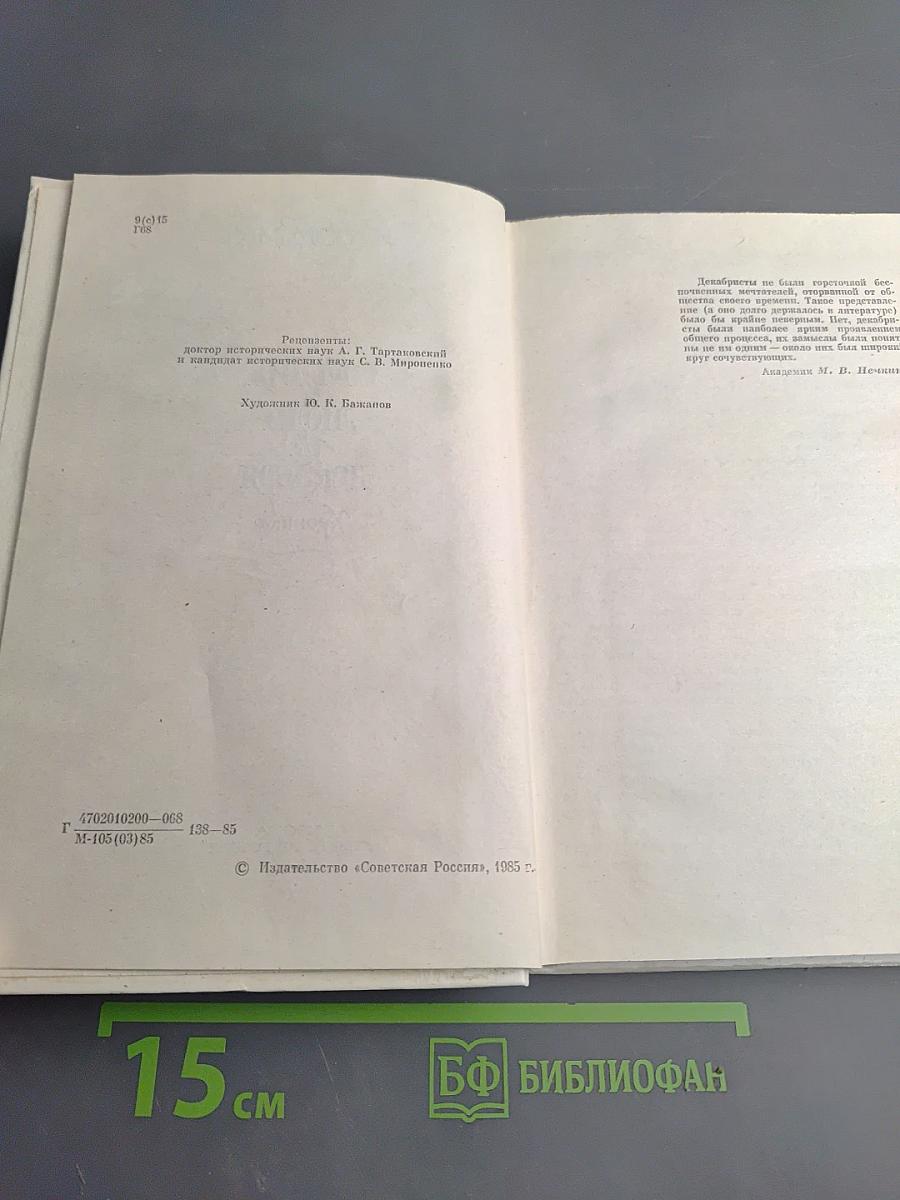 9(с)15
Г68
Рецензенты:
доктор исторических наук А. Г. Тартаковский
и кандидат исторических наук С. В. Мироненко
Художник Ю. К. Бажанов
Г 4702010200—068 138—85
М-105(03)85
© Издательство «Советская Россия», 1985 г.
Декабристы не были горсточкой бес-
почвенных мечтателей, оторванной от об-
щества своего времени. Такое представле-
ние (а оно долго держалось в литературе)
было бы крайне неверным. Нет, декабри-
сты были наиболее ярким проявлением
общего процесса, их замыслы были понят
ны не им одним — около них был широки
круг сочувствующих.
Академик М. В. Нечкин
15 см
БФ БИБЛИОФАН